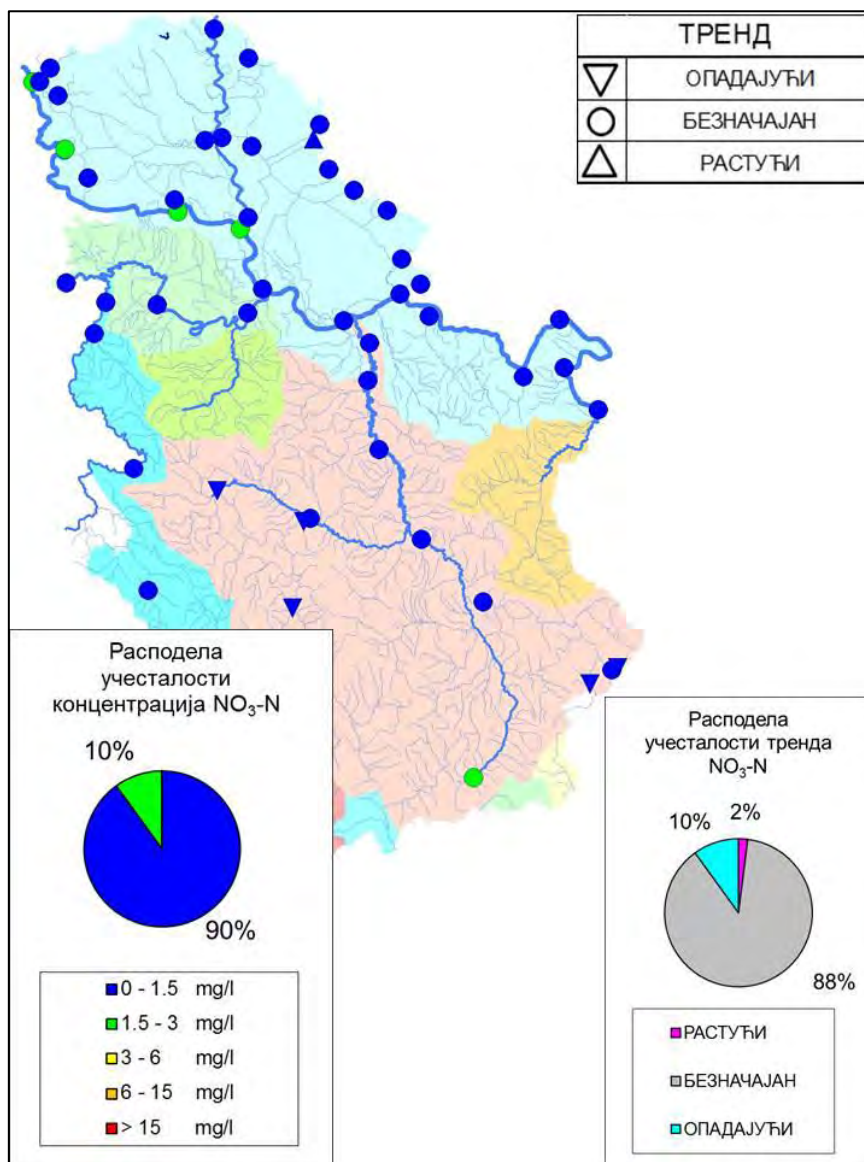 ТРЕНД
ОПАДАЈУЋИ
БЕЗНАЧАЈАН
РАСТУЋИ
Расподела
учесталости
концентрација NO₃-N
10%
90%
0 - 1.5 mg/l
1.5 - 3 mg/l
3 - 6 mg/l
6 - 15 mg/l
> 15 mg/l
Расподела
учесталости тренда
NO₃-N
10%
2%
88%
РАСТУЋИ
БЕЗНАЧАЈАН
ОПАДАЈУЋИ